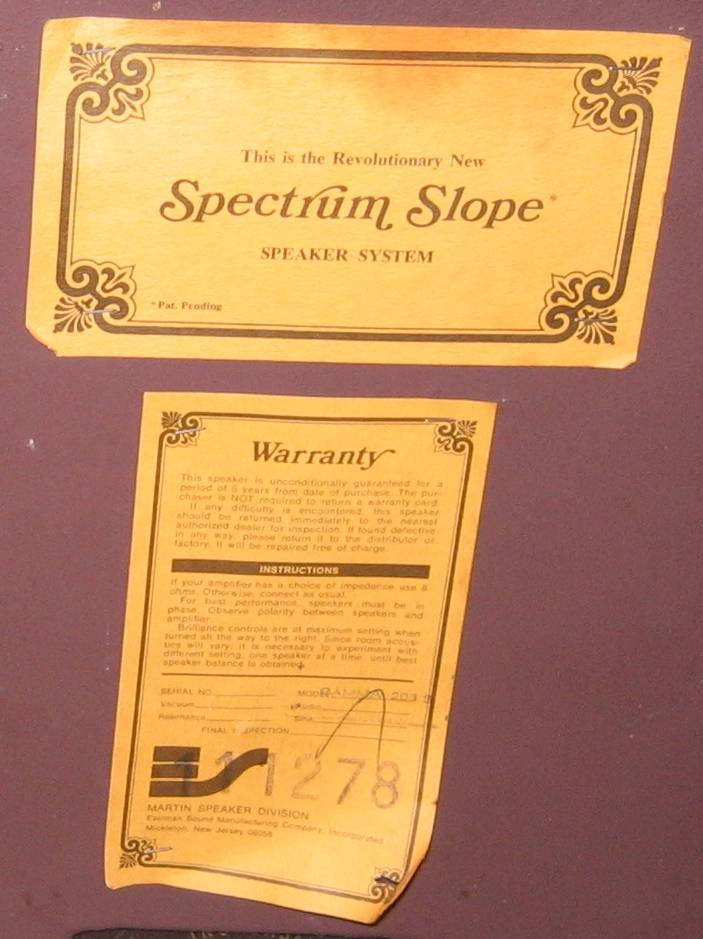 This is the Revolutionary New
Spectrum Slope*
SPEAKER SYSTEM
*Pat. Pending
Warranty
This speaker is unconditionally guaranteed for a
period of 5 years from date of purchase. The pur-
chaser is NOT required to return a warranty card.
If any difficulty is encountered, this speaker
should be returned immediately to the nearest
authorized dealer for inspection. If found defective
in any way, please return it to the distributor or
factory. It will be repaired free of charge.
INSTRUCTIONS
If your amplifier has a choice of impedance use 8
ohms. Otherwise, connect as usual.
For best performance, speakers must be in
phase. Observe polarity between speakers and
amplifier.
Brilliance controls are at maximum setting when
turned all the way to the right. Since room acous-
tics will vary, it is necessary to experiment with
different setting, one speaker at a time, until best
speaker balance is obtained.
SERIAL NO. MODEL GAMMA 203
Vacuum
Resonance
FINAL INSPECTION
ES
111278
MARTIN SPEAKER DIVISION
Eastman Sound Manufacturing Company, Incorporated
Mickleton, New Jersey 08056